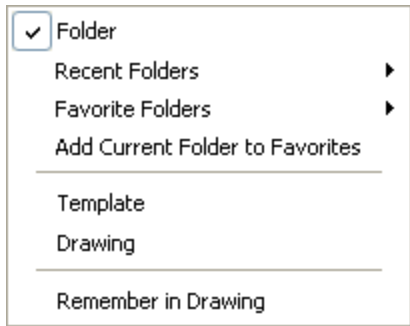 Folder
Recent Folders
Favorite Folders
Add Current Folder to Favorites
Template
Drawing
Remember in Drawing